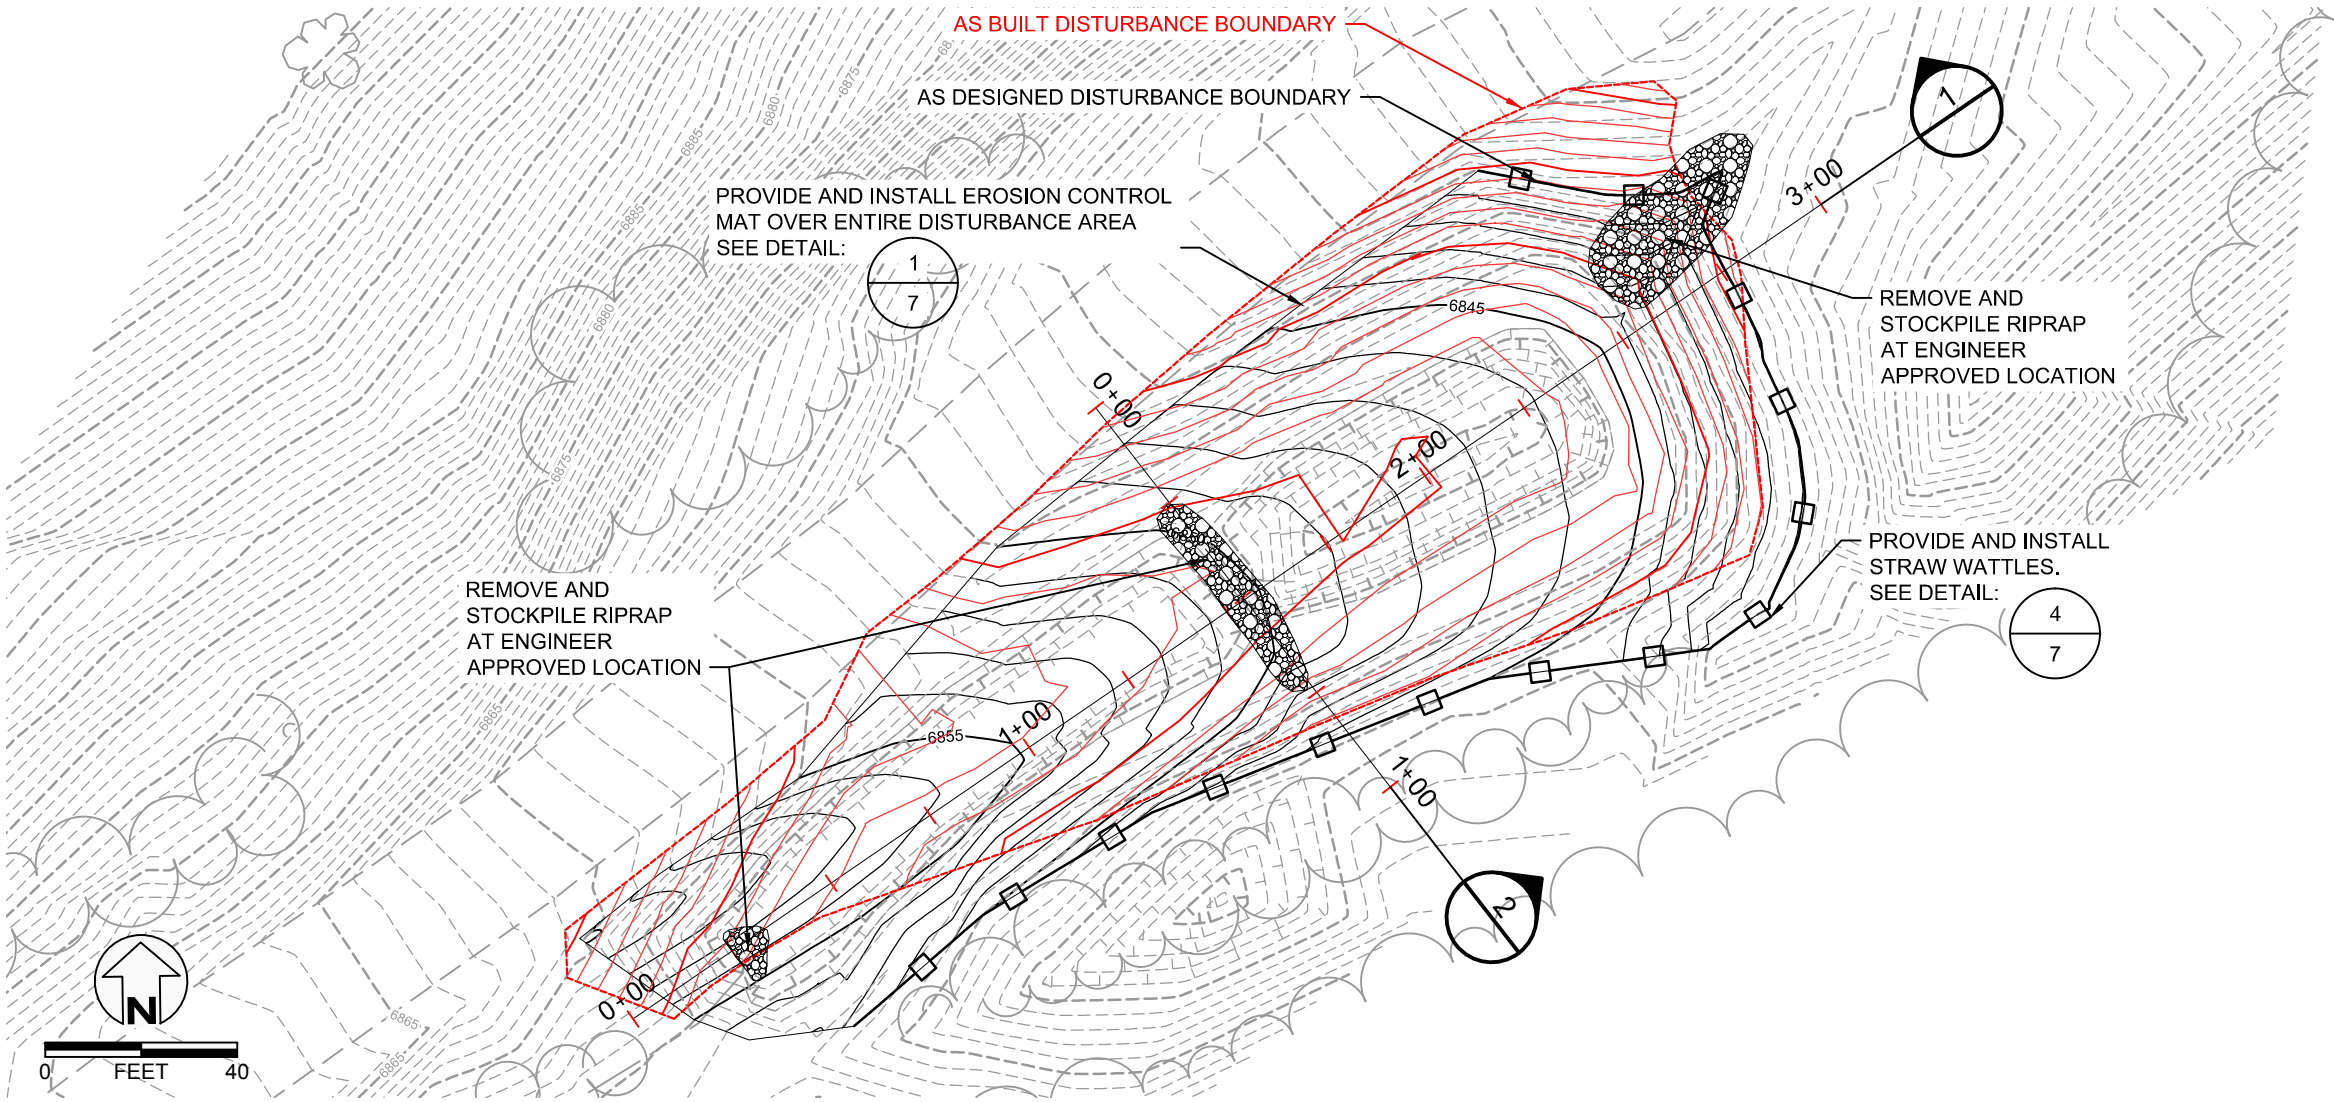 AS BUILT DISTURBANCE BOUNDARY
AS DESIGNED DISTURBANCE BOUNDARY
PROVIDE AND INSTALL EROSION CONTROL
MAT OVER ENTIRE DISTURBANCE AREA
SEE DETAIL:
1
7
REMOVE AND
STOCKPILE RIPRAP
AT ENGINEER
APPROVED LOCATION
PROVIDE AND INSTALL
STRAW WATTLES.
SEE DETAIL:
4
7
REMOVE AND
STOCKPILE RIPRAP
AT ENGINEER
APPROVED LOCATION
1
3+00
2+00
1+00
0+00
0+00
1+00
2
6845
6855
6875
6880
6885
6885
6880
6875
6865
6865
6865
N
0
FEET
40